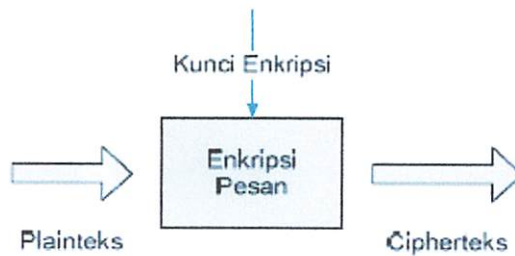 Kunci Enkripsi
Enkripsi
Pesan
Plainteks
Cipherteks